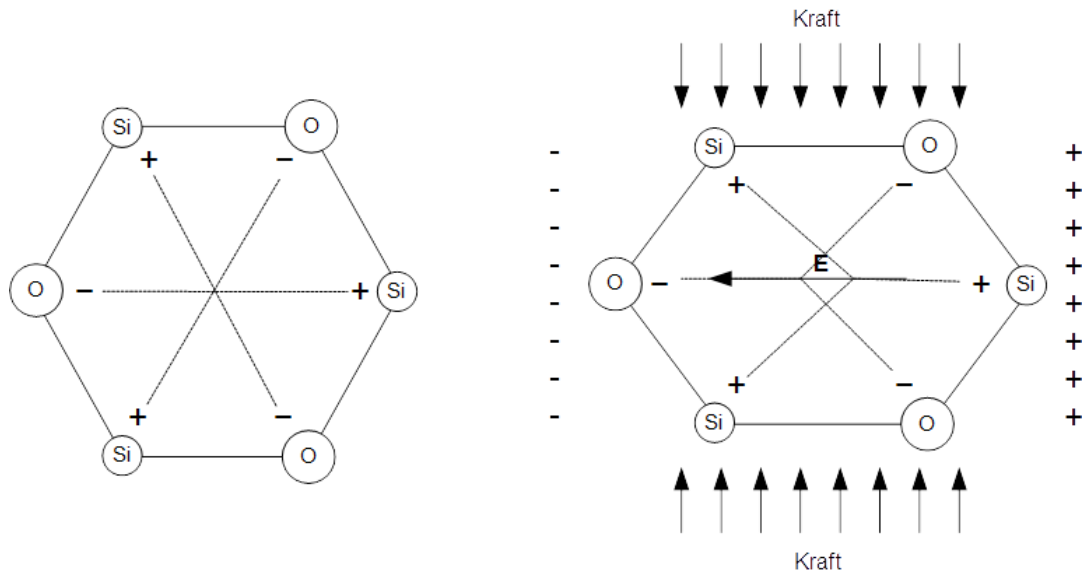 Kraft
Si O
+ -
O - + Si
+ -
Si O
- Si O +
- + - +
- +
- E +
O - + Si
- +
- +
- + - +
- Si O +
Kraft